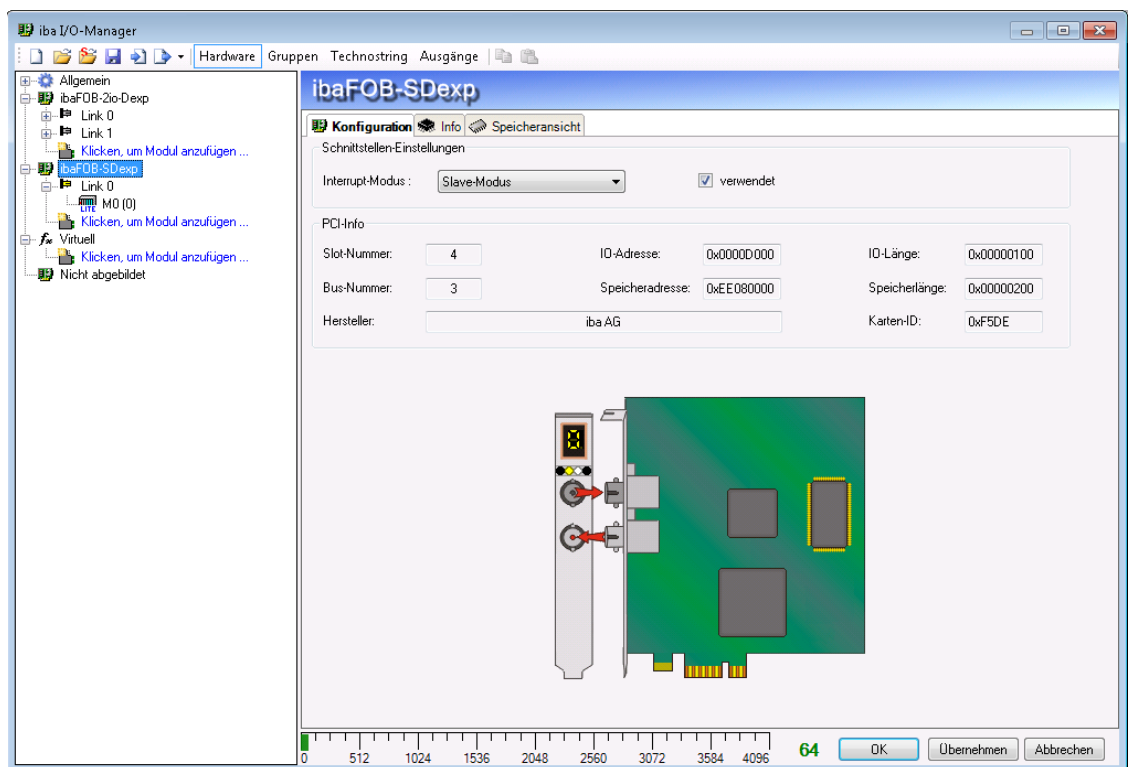 iba I/O-Manager
Hardware Gruppen Technostring Ausgänge
Allgemein
ibaFOB-2io-Dexp
Link 0
Link 1
Klicken, um Modul anzufügen ...
ibaFOB-SDexp
Link 0
LITE M0 (0)
Klicken, um Modul anzufügen ...
fx Virtuell
Klicken, um Modul anzufügen ...
Nicht abgebildet
ibaFOB-SDexp
Konfiguration Info Speicheransicht
Schnittstellen-Einstellungen
Interrupt-Modus : Slave-Modus verwendet
PCI-Info
Slot-Nummer: 4 IO-Adresse: 0x0000D000 IO-Länge: 0x00000100
Bus-Nummer: 3 Speicheradresse: 0xEE080000 Speicherlänge: 0x00000200
Hersteller: iba AG Karten-ID: 0xF5DE
8
0 512 1024 1536 2048 2560 3072 3584 4096 64 OK Übernehmen Abbrechen